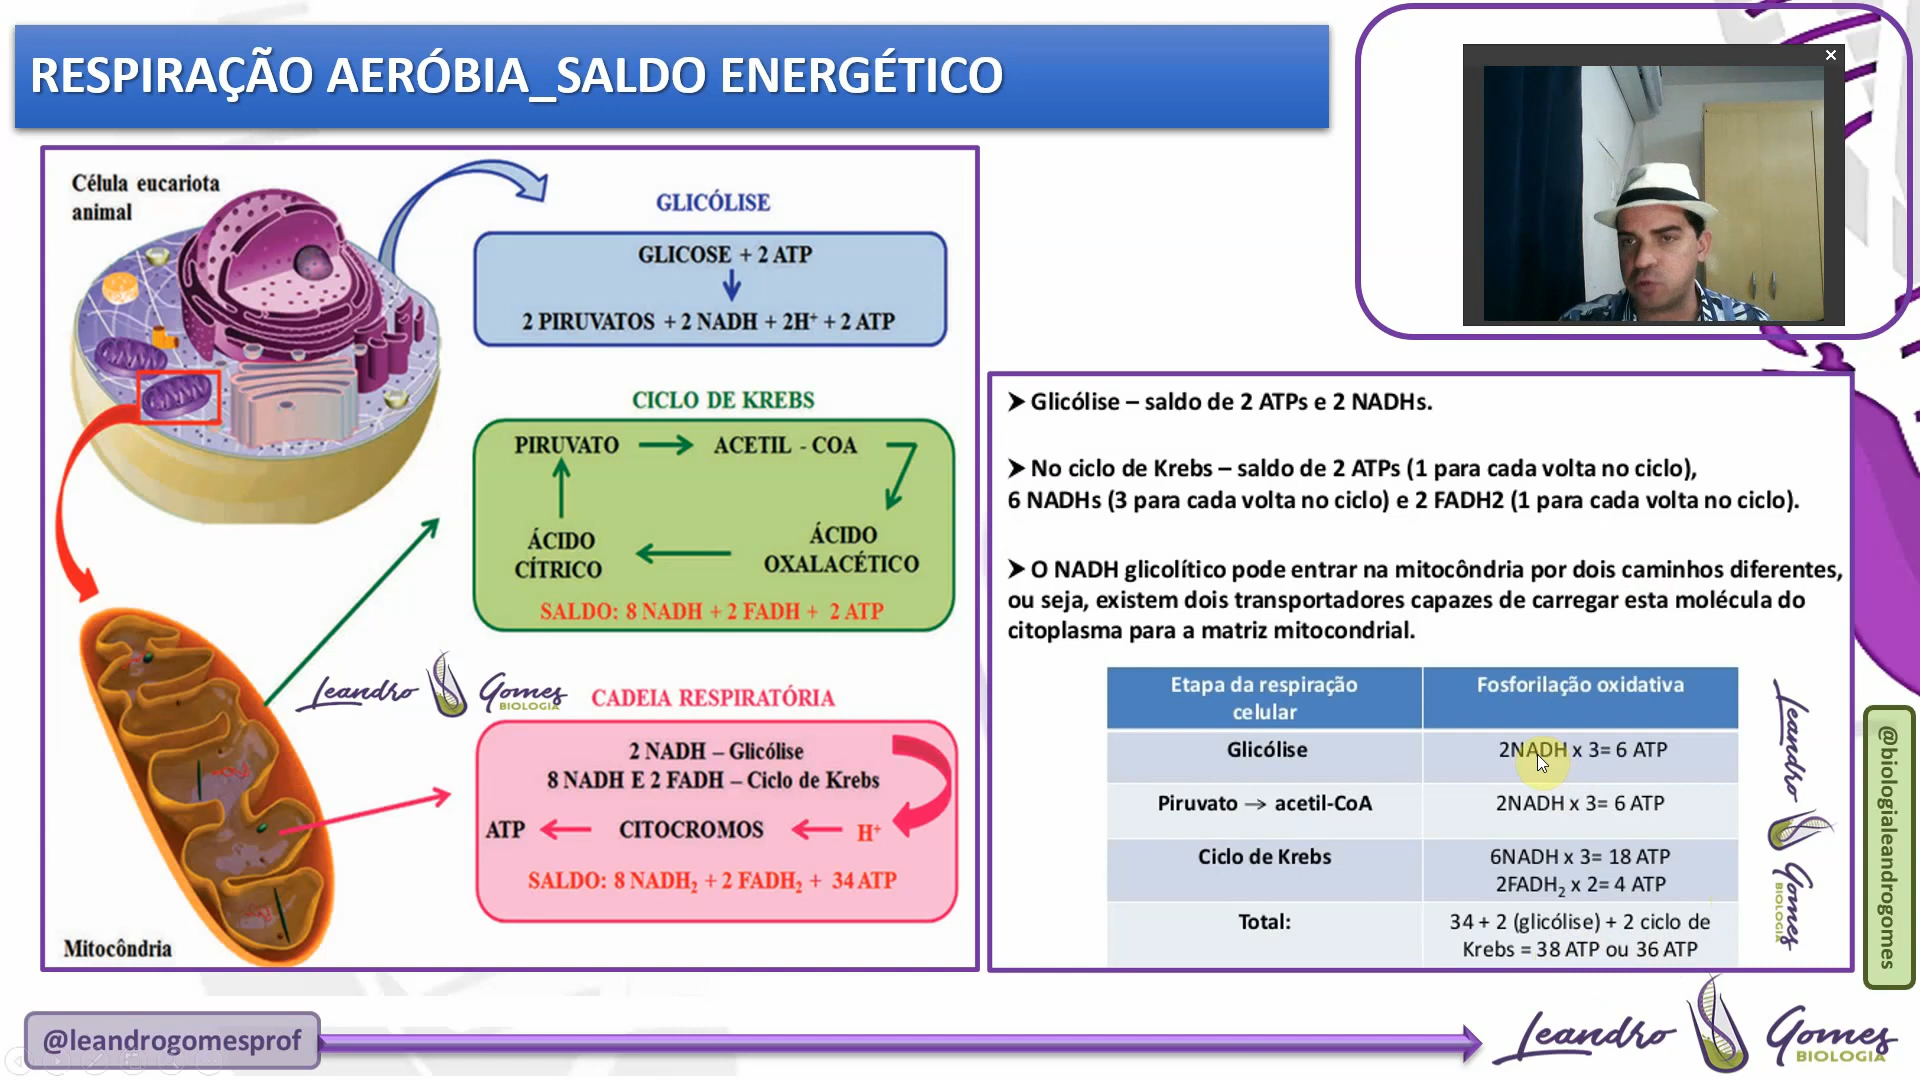 RESPIRAÇÃO AERÓBIA_SALDO ENERGÉTICO
Célula eucariota
animal
GLICÓLISE
GLICOSE + 2 ATP
2 PIRUVATOS + 2 NADH + 2H⁺ + 2 ATP
CICLO DE KREBS
PIRUVATO
ACETIL - COA
ÁCIDO
CÍTRICO
ÁCIDO
OXALACÉTICO
SALDO: 8 NADH + 2 FADH + 2 ATP
Leandro Gomes
BIOLOGIA
CADEIA RESPIRATÓRIA
2 NADH – Glicólise
8 NADH E 2 FADH – Ciclo de Krebs
ATP
CITOCROMOS
H⁺
SALDO: 8 NADH₂ + 2 FADH₂ + 34 ATP
Mitocôndria
➤ Glicólise – saldo de 2 ATPs e 2 NADHs.
➤ No ciclo de Krebs – saldo de 2 ATPs (1 para cada volta no ciclo),
6 NADHs (3 para cada volta no ciclo) e 2 FADH2 (1 para cada volta no ciclo).
➤ O NADH glicolítico pode entrar na mitocôndria por dois caminhos diferentes,
ou seja, existem dois transportadores capazes de carregar esta molécula do
citoplasma para a matriz mitocondrial.
Etapa da respiração
celular
Fosforilação oxidativa
Glicólise
2NADH x 3= 6 ATP
Piruvato → acetil-CoA
2NADH x 3= 6 ATP
Ciclo de Krebs
6NADH x 3= 18 ATP
2FADH₂ x 2= 4 ATP
Total:
34 + 2 (glicólise) + 2 ciclo de
Krebs = 38 ATP ou 36 ATP
Leandro Gomes
BIOLOGIA
@biologialeandrogomes
@leandrogomesprof
Leandro Gomes
BIOLOGIA